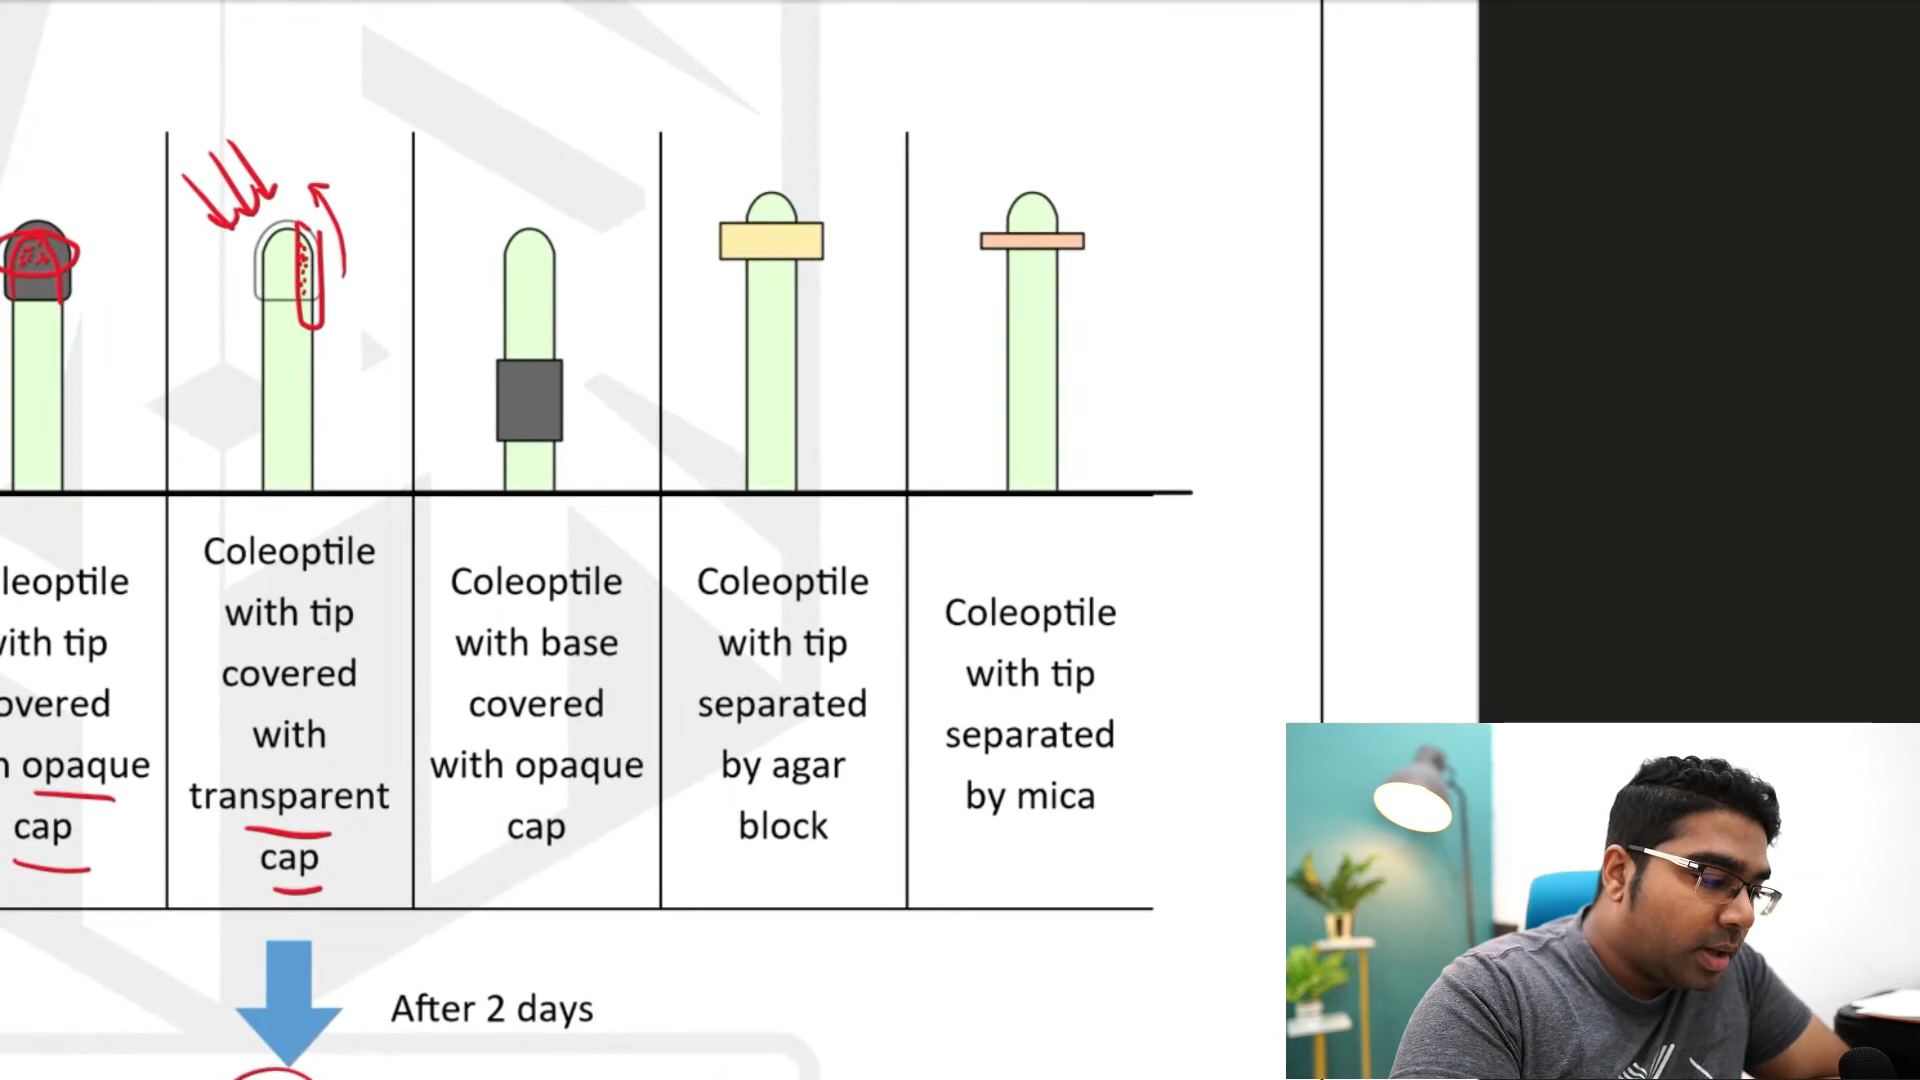 leoptile
ith tip
overed
opaque
cap
Coleoptile
with tip
covered
with
transparent
cap
Coleoptile
with base
covered
with opaque
cap
Coleoptile
with tip
separated
by agar
block
Coleoptile
with tip
separated
by mica
After 2 days